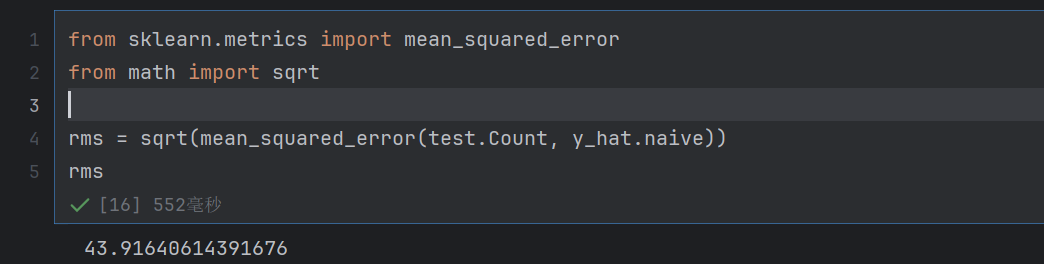 1 from sklearn.metrics import mean_squared_error
2 from math import sqrt
3
4 rms = sqrt(mean_squared_error(test.Count, y_hat.naive))
5 rms
[16] 552毫秒
43.91640614391676